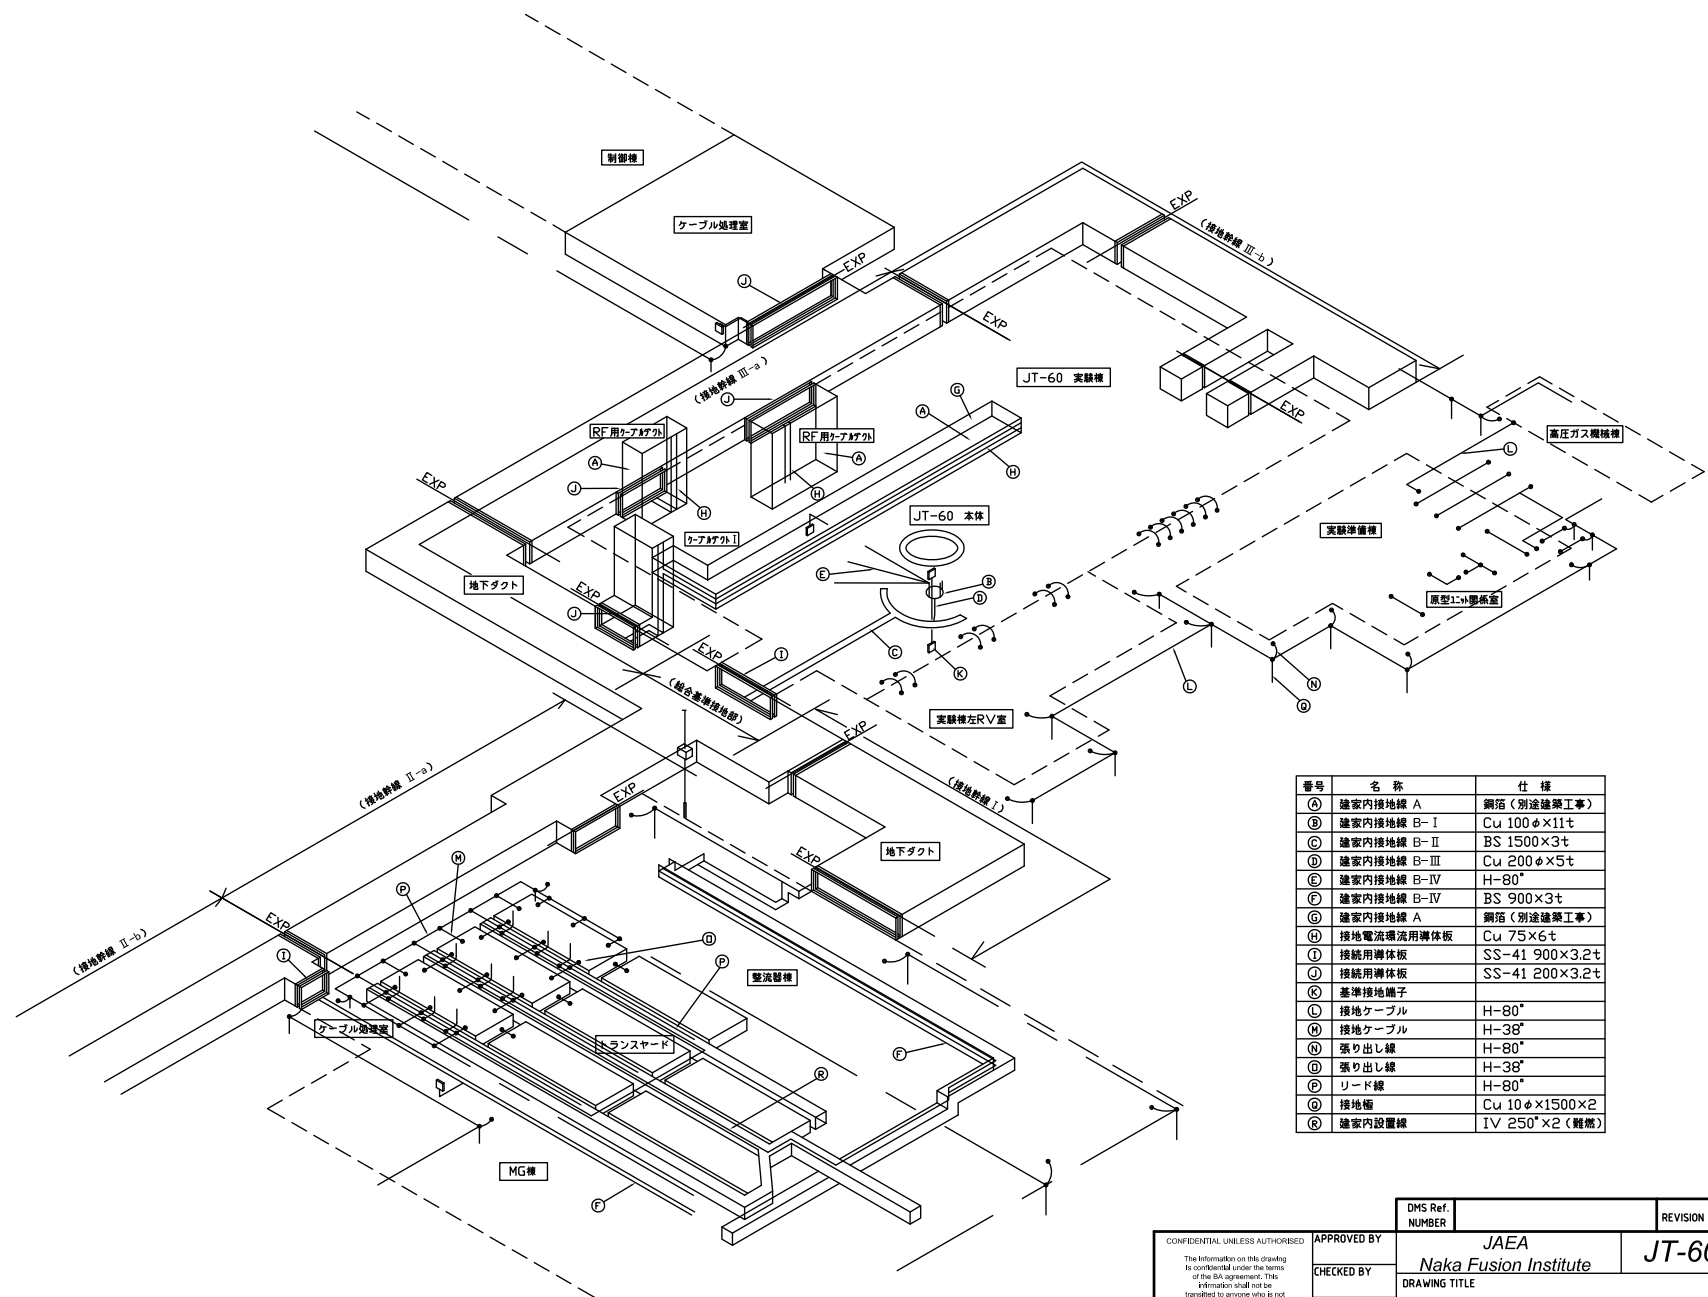 制御棟
ケーブル処理室
EXP
(接地幹線 Ⅲ-b)
J
EXP
EXP
(接地幹線 Ⅲ-a)
JT-60 実験棟
J
G
A
EXP
RF用ケーブルダクト
RF用ケーブルダクト
高圧ガス機械棟
A
A
L
EXP
J
H
H
H
JT-60 本体
実験準備棟
ケーブルダクトⅠ
E
B
地下ダクト
EXP
D
J
原型ユニット関係室
EXP
I
C
K
L
N
Q
(総合基準接地部)
実験棟左RV室
EXP
(接地幹線 Ⅱ-a)
EXP
(接地幹線 Ⅰ)
地下ダクト
EXP
M
P
EXP
(接地幹線 Ⅱ-b)
O
I
P
整流器棟
ケーブル処理室
トランスヤード
F
R
MG棟
F
番号 名 称 仕 様
A 建家内接地線 A 銅箔(別途建築工事)
B 建家内接地線 B-Ⅰ Cu 100φ×11t
C 建家内接地線 B-Ⅱ BS 1500×3t
D 建家内接地線 B-Ⅲ Cu 200φ×5t
E 建家内接地線 B-Ⅳ H-80°
F 建家内接地線 B-Ⅳ BS 900×3t
G 建家内接地線 A 銅箔(別途建築工事)
H 接地電流環流用導体板 Cu 75×6t
I 接続用導体板 SS-41 900×3.2t
J 接続用導体板 SS-41 200×3.2t
K 基準接地端子
L 接地ケーブル H-80°
M 接地ケーブル H-38°
N 張り出し線 H-80°
O 張り出し線 H-38°
P リード線 H-80°
Q 接地極 Cu 10φ×1500×2
R 建家内設置線 IV 250°×2(難燃)
DMS Ref.
NUMBER
REVISION
CONFIDENTIAL UNILESS AUTHORISED
The Information on this drawing
Is confidential under the terms
of the BA agreement. This
infirmation shall not be
transitted to anyone who is not
APPROVED BY
CHECKED BY
JAEA
Naka Fusion Institute
JT-60
DRAWING TITLE